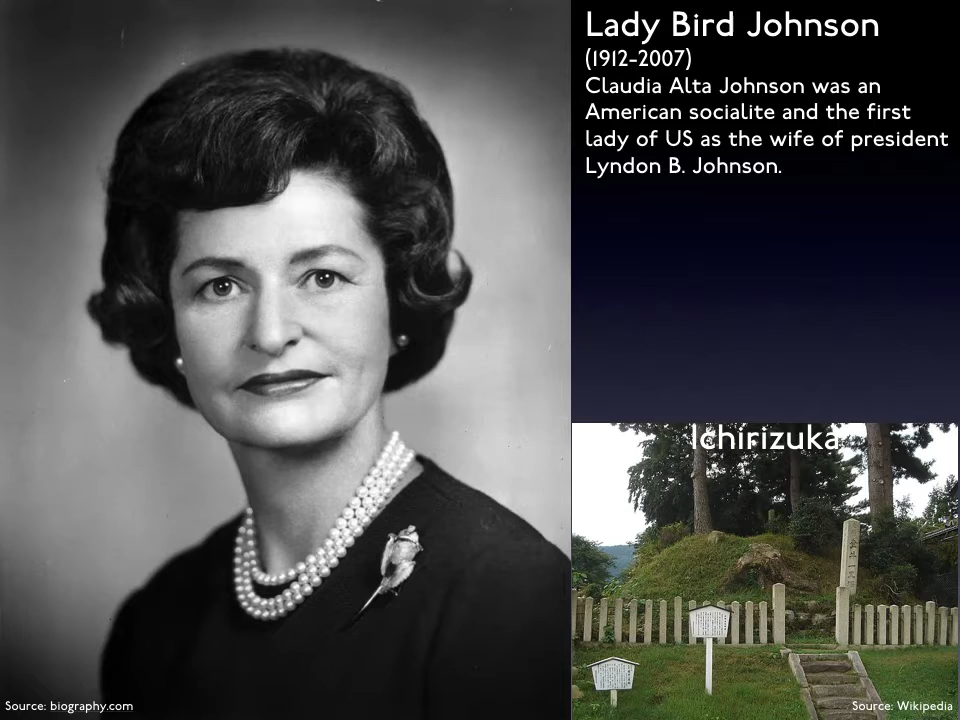 Lady Bird Johnson
(1912-2007)
Claudia Alta Johnson was an
American socialite and the first
lady of US as the wife of president
Lyndon B. Johnson.
Ichirizuka
Source: biography.com
Source: Wikipedia